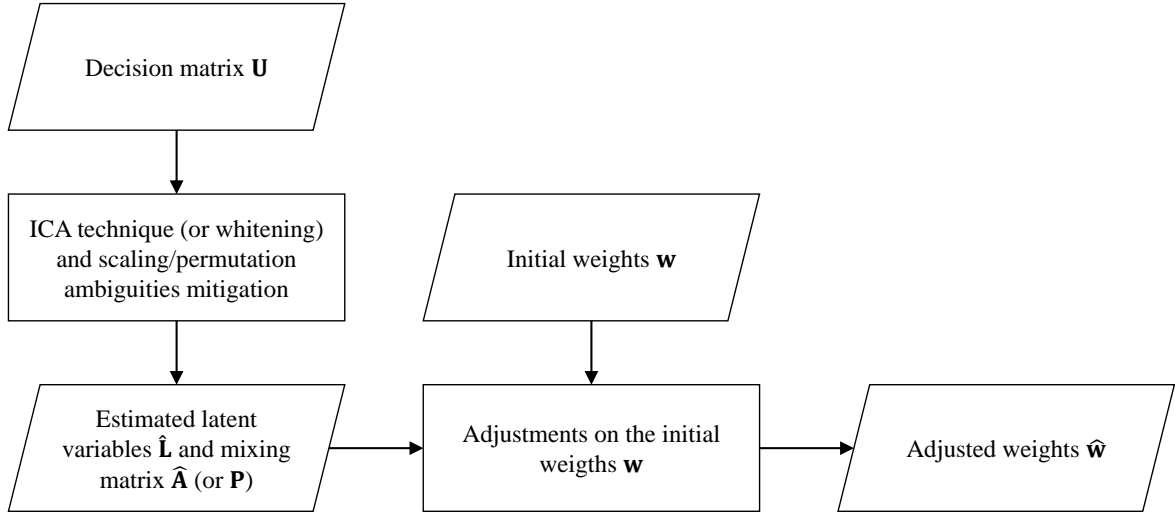 Decision matrix U
ICA technique (or whitening)
and scaling/permutation
ambiguities mitigation
Initial weights w
Estimated latent
variables L̂ and mixing
matrix Â (or P)
Adjustments on the initial
weigths w
Adjusted weights ŵ